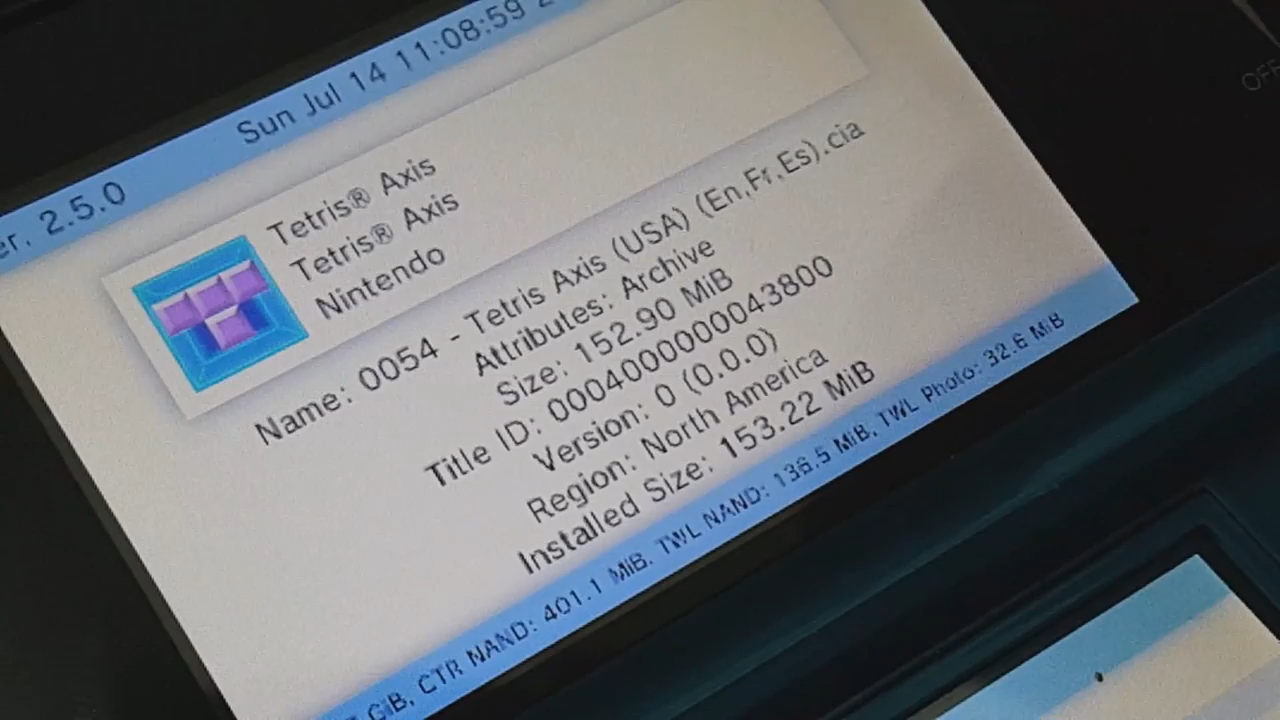 er. 2.5.0
Sun Jul 14 11:08:59
Tetris® Axis
Tetris® Axis
Nintendo
Name: 0054 - Tetris Axis (USA) (En,Fr,Es).cia
Attributes: Archive
Size: 152.90 MiB
Title ID: 0004000000043800
Version: 0 (0.0.0)
Region: North America
Installed Size: 153.22 MiB
GiB, CTR NAND: 401.1 MiB, TWL NAND: 136.5 MiB, TWL Photo: 32.6 MiB
OFF